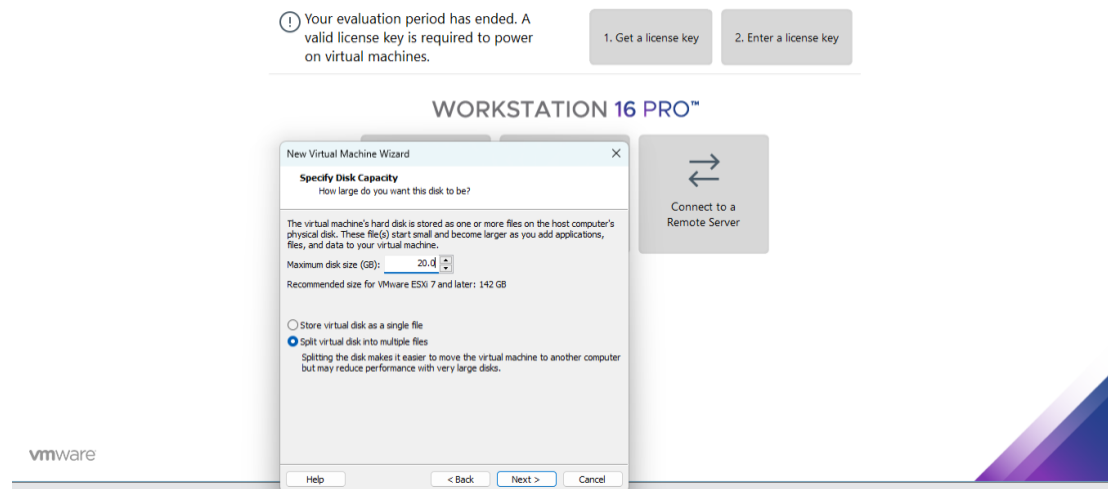 Your evaluation period has ended. A
valid license key is required to power
on virtual machines.
1. Get a license key
2. Enter a license key
WORKSTATION 16 PRO™
New Virtual Machine Wizard
Specify Disk Capacity
How large do you want this disk to be?
The virtual machine's hard disk is stored as one or more files on the host computer's
physical disk. These file(s) start small and become larger as you add applications,
files, and data to your virtual machine.
Maximum disk size (GB): 20.0
Recommended size for VMware ESXi 7 and later: 142 GB
Store virtual disk as a single file
Split virtual disk into multiple files
Splitting the disk makes it easier to move the virtual machine to another computer
but may reduce performance with very large disks.
Help
< Back
Next >
Cancel
Connect to a
Remote Server
vmware